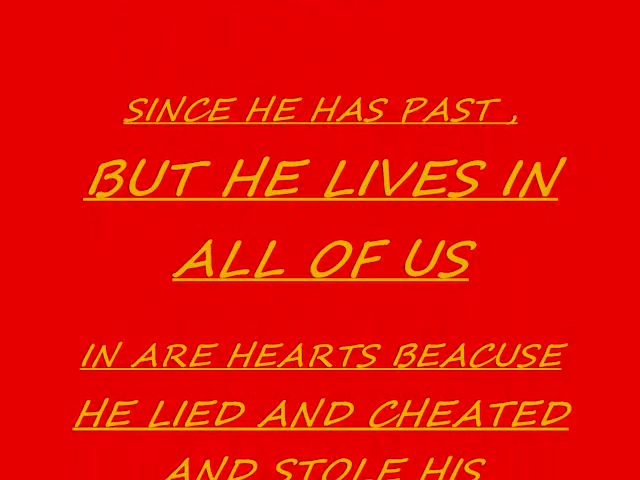 SINCE HE HAS PAST ,
BUT HE LIVES IN
ALL OF US
IN ARE HEARTS BEACUSE
HE LIED AND CHEATED
AND STOLE HIS